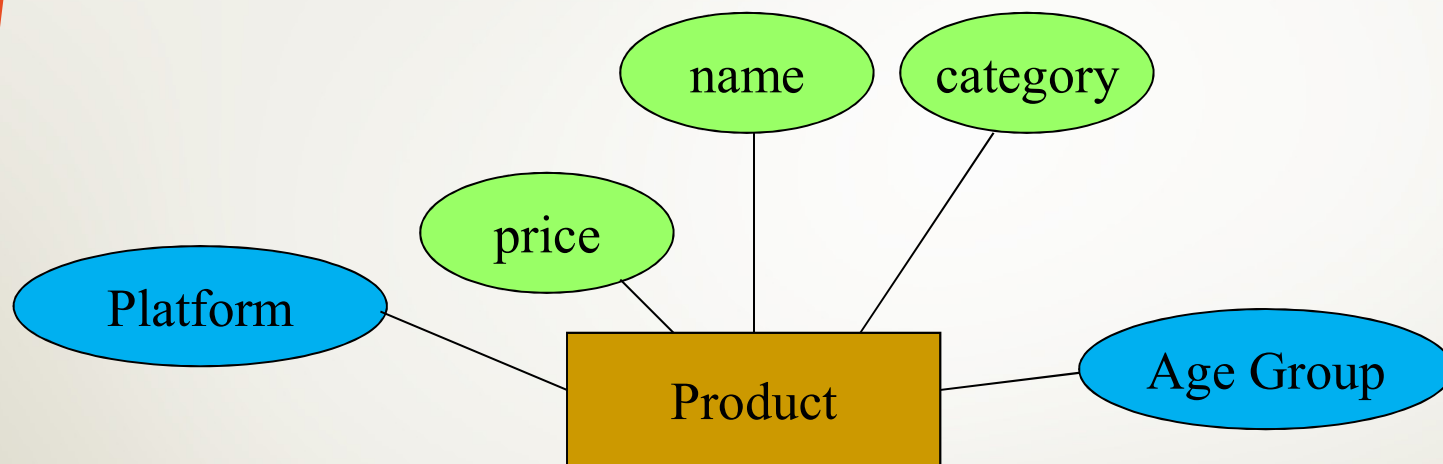 name
category
price
Platform
Age Group
Product